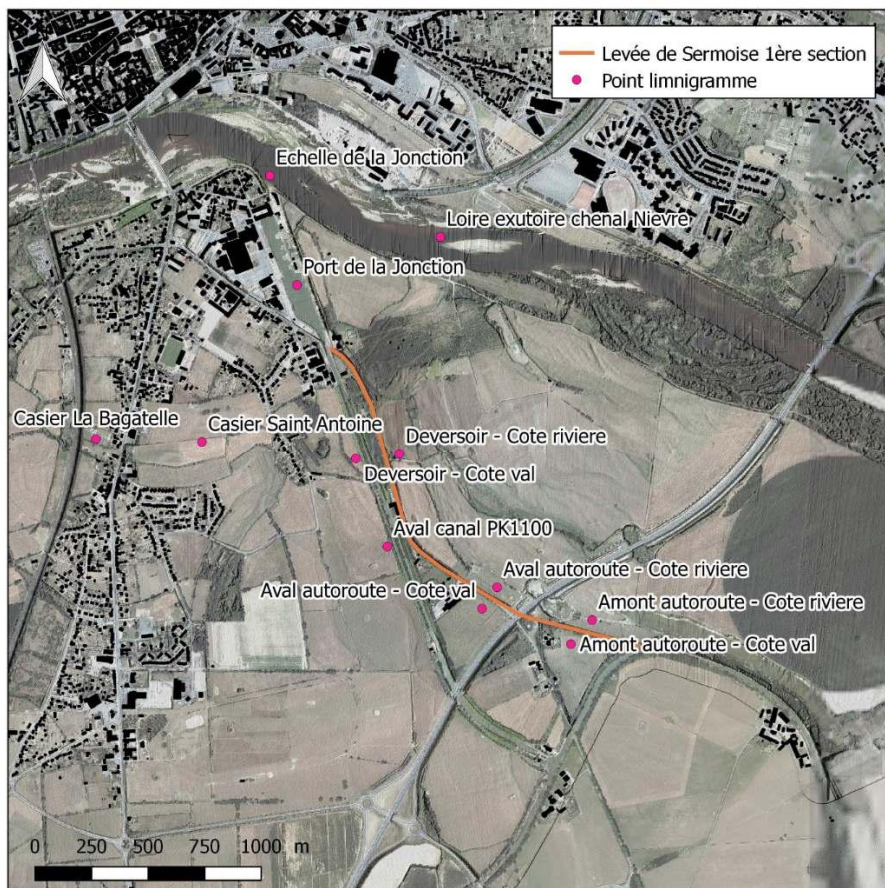 Levée de Sermoise 1ère section
Point limnigramme
Echelle de la Jonction
Loire exutoire chenal Nievre
Port de la Jonction
Casier La Bagatelle
Casier Saint Antoine
Deversoir - Cote riviere
Deversoir - Cote val
Aval canal PK1100
Aval autoroute - Cote riviere
Aval autoroute - Cote val
Amont autoroute - Cote riviere
Amont autoroute - Cote val
0 250 500 750 1000 m